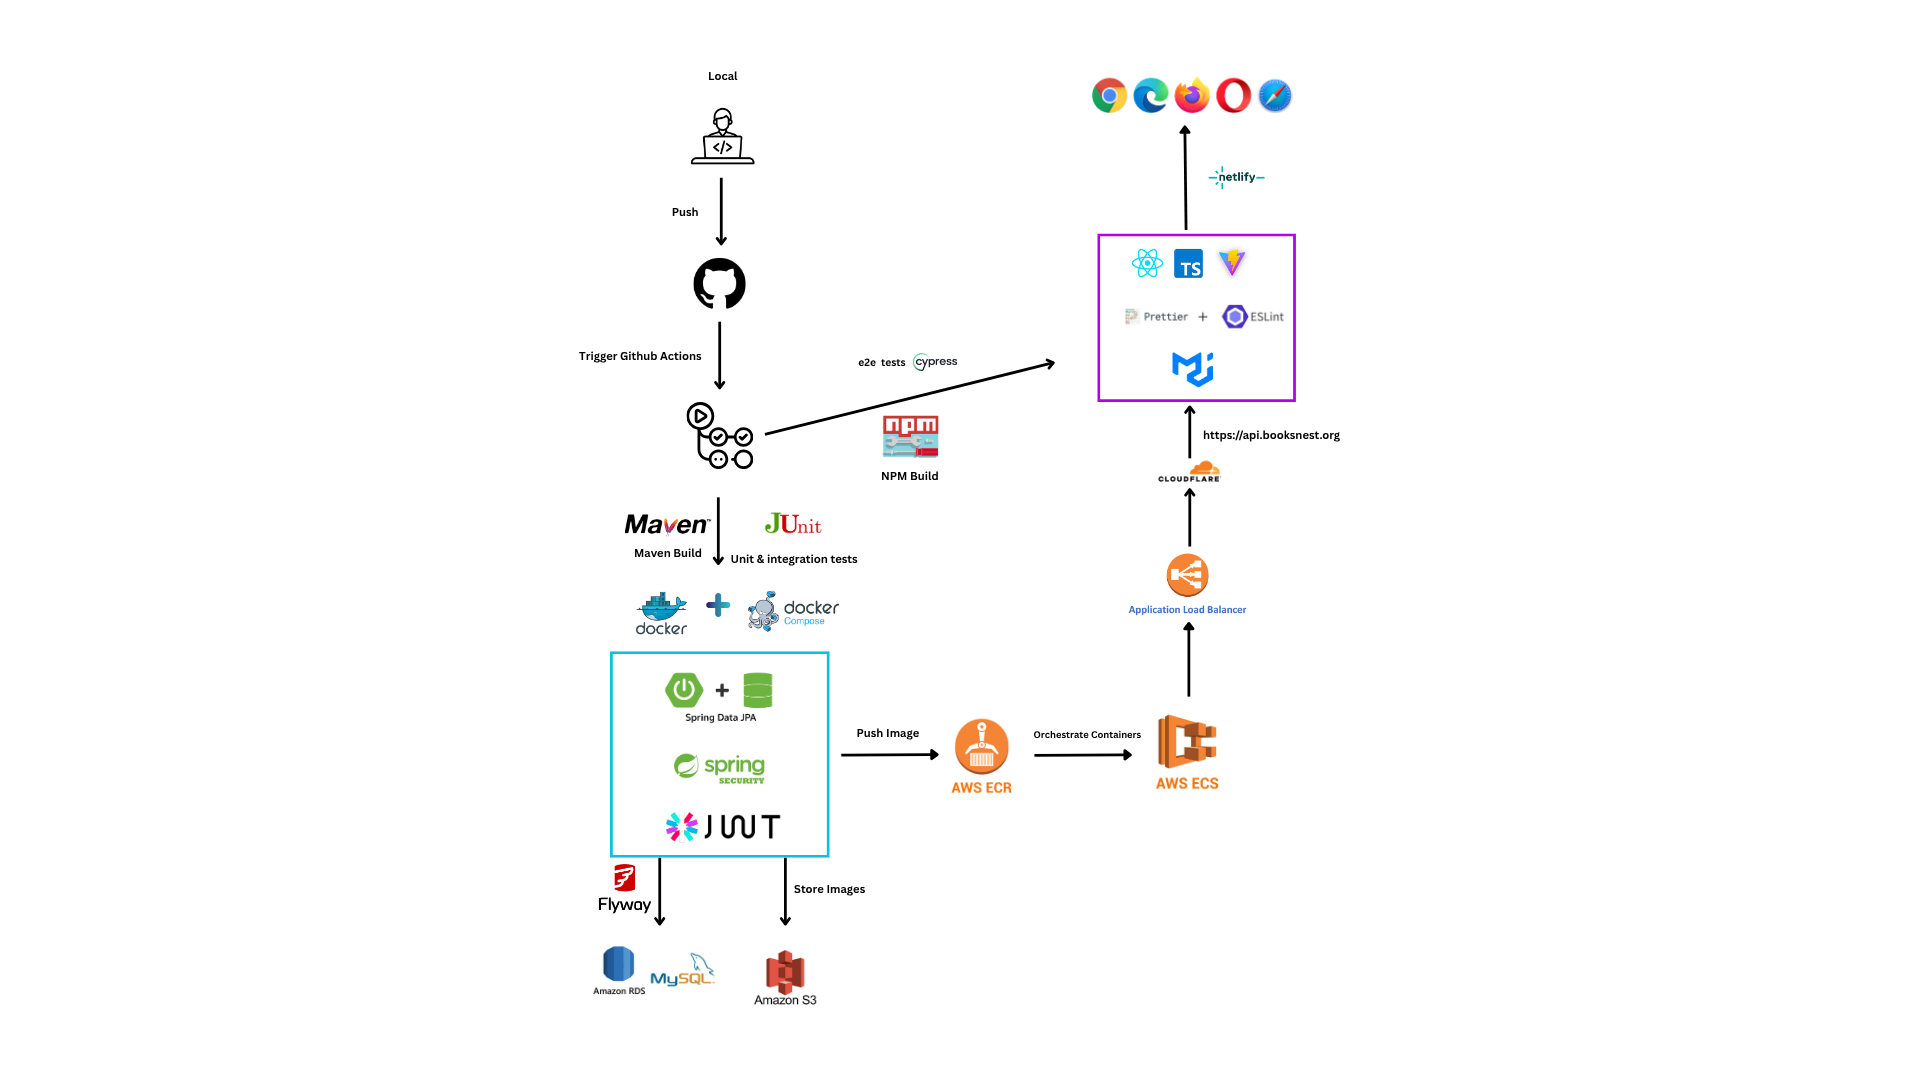 Local
Push
Trigger Github Actions
e2e tests cypress
npm
NPM Build
Maven™
Maven Build
JUnit
Unit & integration tests
docker
docker
Compose
Spring Data JPA
spring
SECURITY
JWT
Push Image
AWS ECR
Orchestrate Containers
AWS ECS
Flyway
Store Images
Amazon RDS
MySQL
Amazon S3
netlify
TS
Prettier + ESLint
https://api.booksnest.org
CLOUDFLARE
Application Load Balancer